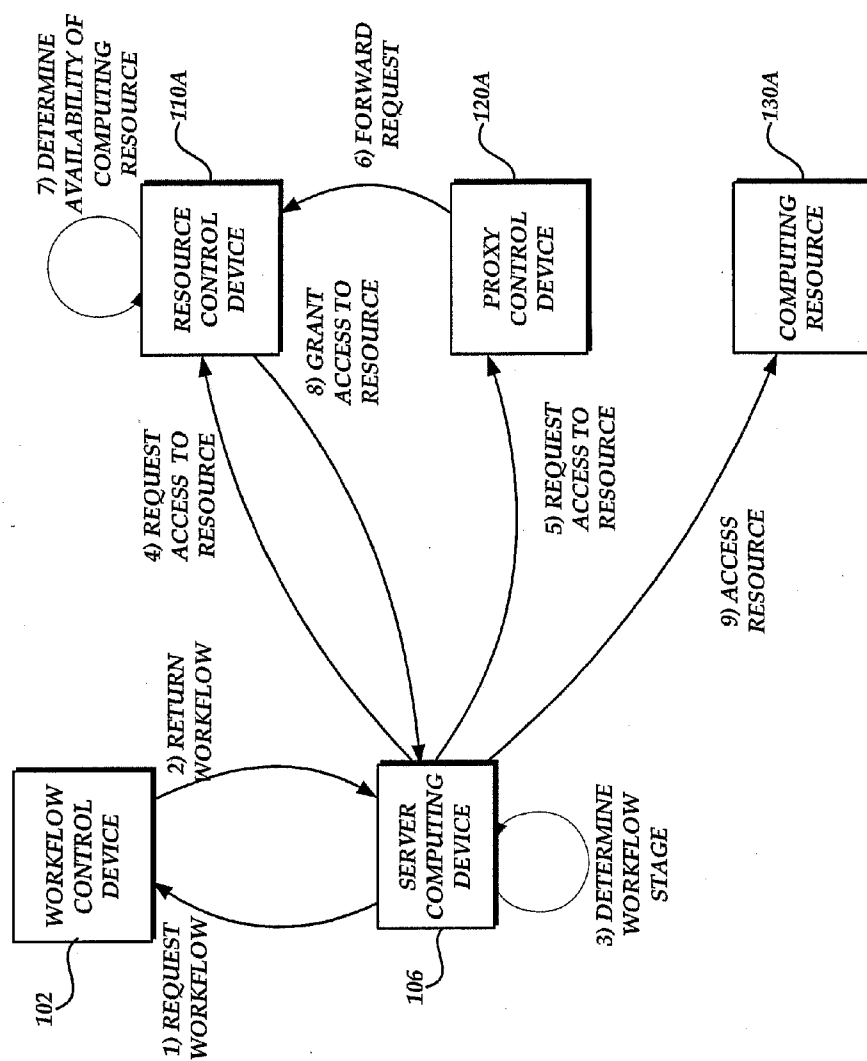 102
WORKFLOW
CONTROL
DEVICE
1) REQUEST
WORKFLOW
2) RETURN
WORKFLOW
106
SERVER
COMPUTING
DEVICE
3) DETERMINE
WORKFLOW
STAGE
4) REQUEST
ACCESS TO
RESOURCE
8) GRANT
ACCESS TO
RESOURCE
5) REQUEST
ACCESS TO
RESOURCE
9) ACCESS
RESOURCE
7) DETERMINE
AVAILABILITY OF
COMPUTING
RESOURCE
110A
RESOURCE
CONTROL
DEVICE
6) FORWARD
REQUEST
120A
PROXY
CONTROL
DEVICE
130A
COMPUTING
RESOURCE